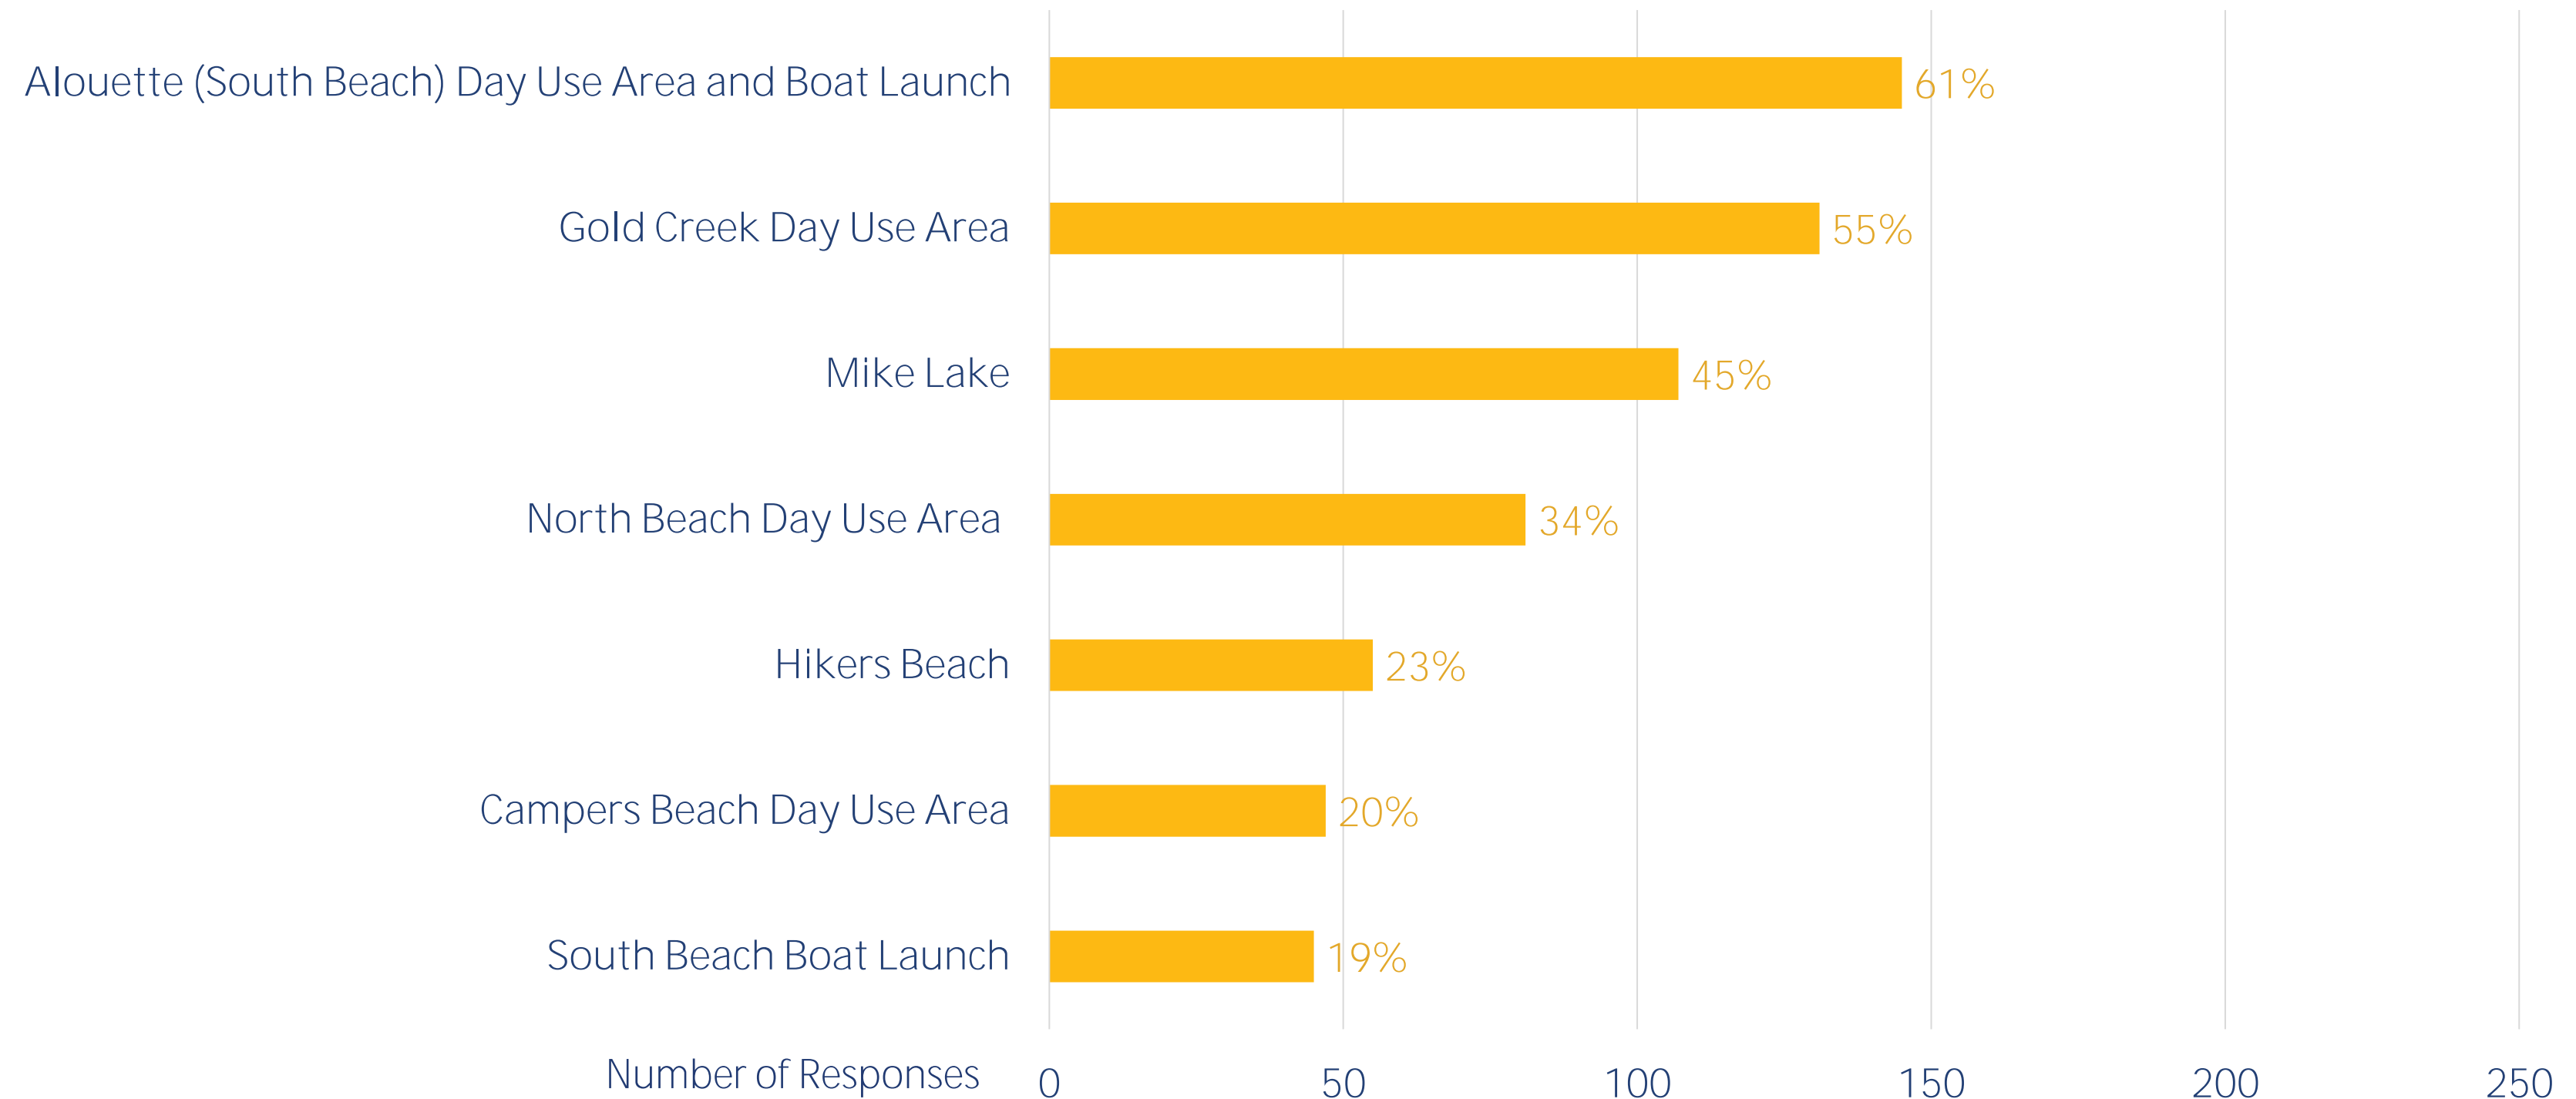 Alouette (South Beach) Day Use Area and Boat Launch
61%
Gold Creek Day Use Area
55%
Mike Lake
45%
North Beach Day Use Area
34%
Hikers Beach
23%
Campers Beach Day Use Area
20%
South Beach Boat Launch
19%
Number of Responses
0 50 100 150 200 250